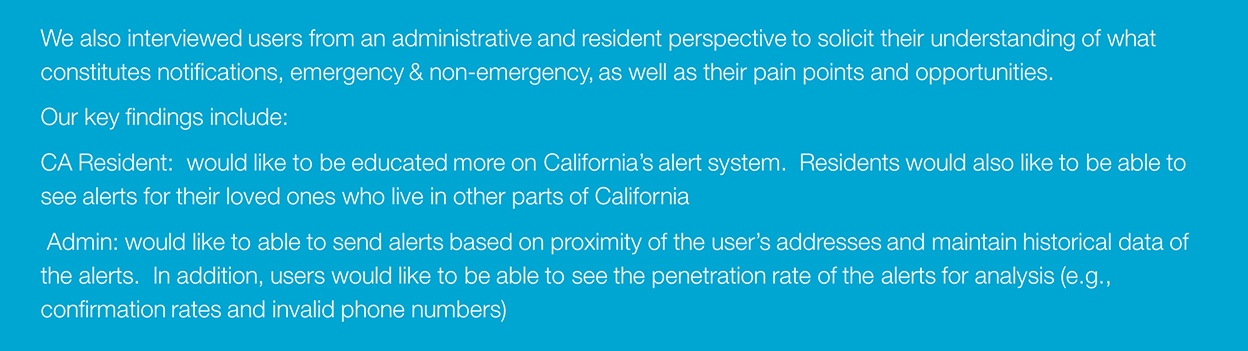 We also interviewed users from an administrative and resident perspective to solicit their understanding of what
constitutes notifications, emergency & non-emergency, as well as their pain points and opportunities.
Our key findings include:
CA Resident:  would like to be educated more on California's alert system.  Residents would also like to be able to
see alerts for their loved ones who live in other parts of California
Admin: would like to able to send alerts based on proximity of the user's addresses and maintain historical data of
the alerts.  In addition, users would like to be able to see the penetration rate of the alerts for analysis (e.g.,
confirmation rates and invalid phone numbers)